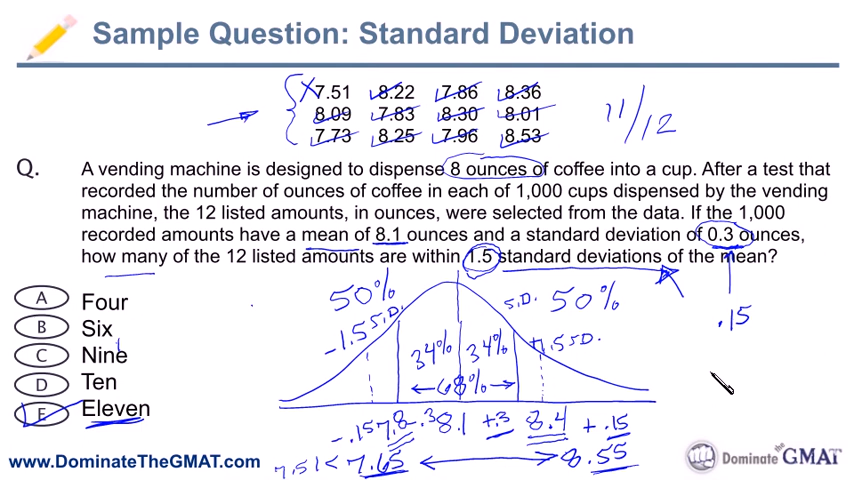 Sample Question: Standard Deviation
7.51 8.22 7.86 8.36
8.09 7.83 8.30 8.01
7.73 8.25 7.96 8.53
11/12
Q. A vending machine is designed to dispense 8 ounces of coffee into a cup. After a test that
recorded the number of ounces of coffee in each of 1,000 cups dispensed by the vending
machine, the 12 listed amounts, in ounces, were selected from the data. If the 1,000
recorded amounts have a mean of 8.1 ounces and a standard deviation of 0.3 ounces,
how many of the 12 listed amounts are within 1.5 standard deviations of the mean?
A Four
B Six
C Nine
D Ten
E Eleven
50% S.D. 50%
.15
-1.5 S.D. +1.5 S.D.
34% 34%
68%
-.15 7.8 -.3 8.1 +.3 8.4 +.15
7.51 < 7.65 8.55
www.DominateTheGMAT.com
Dominate the GMAT